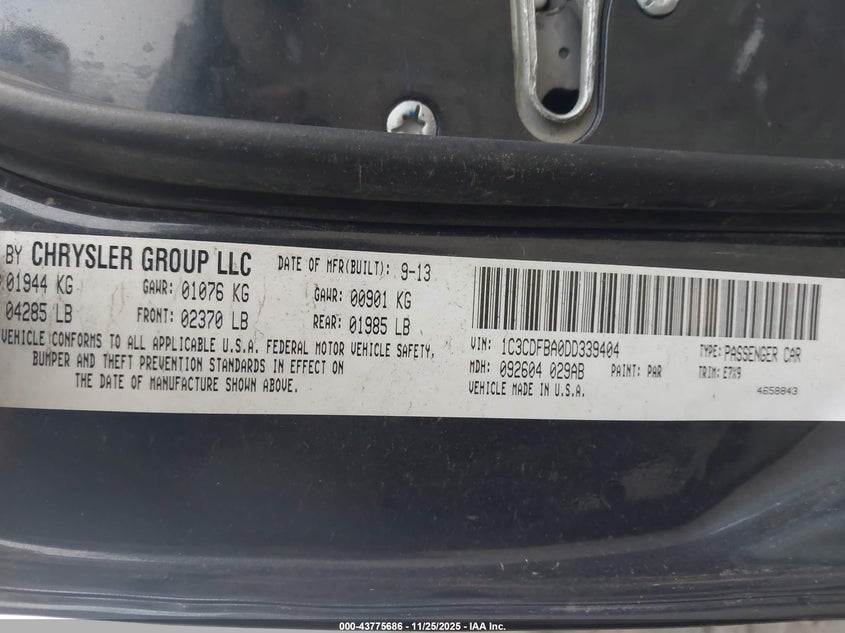 BY CHRYSLER GROUP LLC DATE OF MFR(BUILT): 9-13
01944 KG GAWR: 01076 KG GAWR: 00901 KG
04285 LB FRONT: 02370 LB REAR: 01985 LB
VEHICLE CONFORMS TO ALL APPLICABLE U.S.A. FEDERAL MOTOR VEHICLE SAFETY,
BUMPER AND THEFT PREVENTION STANDARDS IN EFFECT ON
THE DATE OF MANUFACTURE SHOWN ABOVE.
VIN: 1C3CDFBA0DD339404 TYPE: PASSENGER CAR
MDH: 092604 029AB PAINT: PAR TRIM: E7X9
VEHICLE MADE IN U.S.A. 4658843
000-43775686 - 11/25/2025 - IAA Inc.